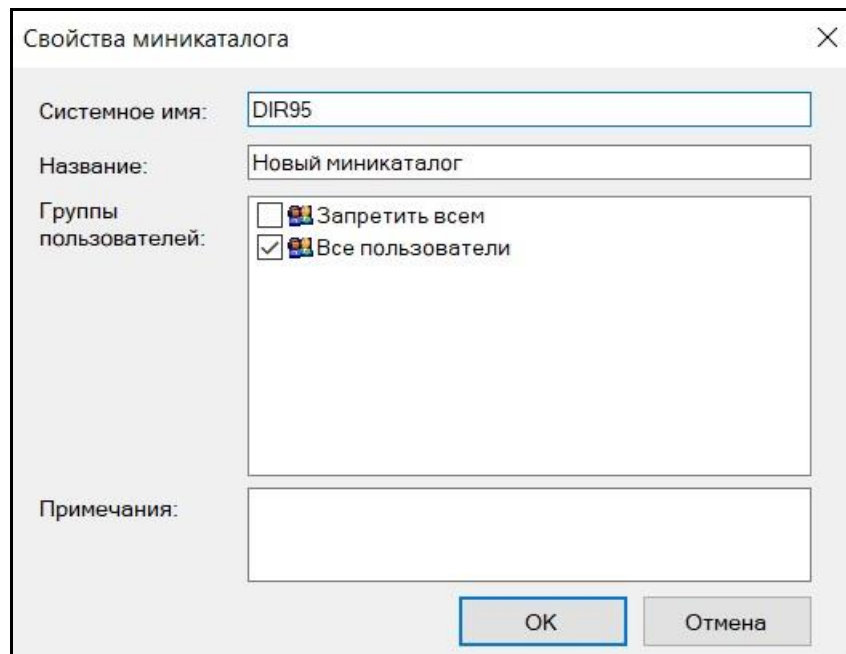 Свойства миникаталога
Системное имя:
DIR95
Название:
Новый миникаталог
Группы
пользователей:
Запретить всем
Все пользователи
Примечания:
OK
Отмена